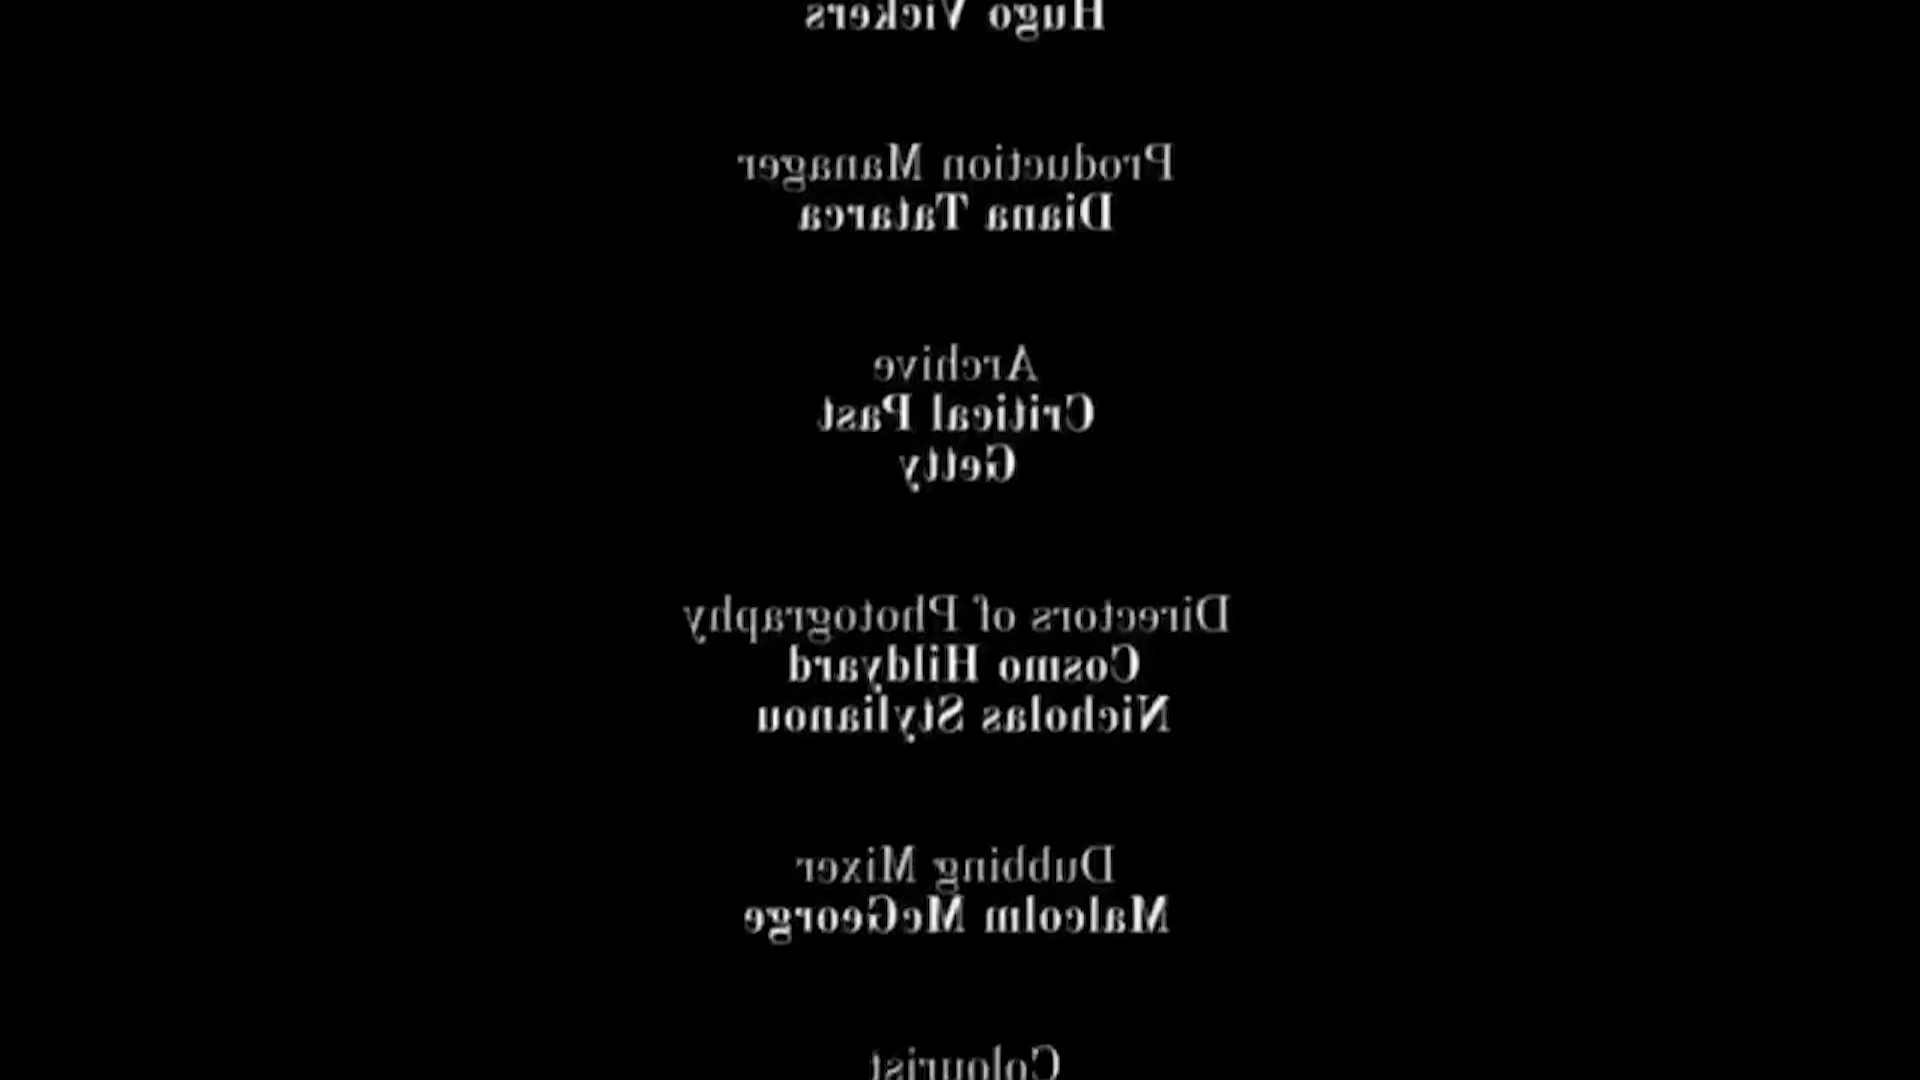 Hugo Vickers
Production Manager
Diana Tatarca
Archive
Critical Past
Getty
Directors of Photography
Cosmo Hildyard
Nicholas Stylianou
Dubbing Mixer
Malcolm McGeorge
Colourist